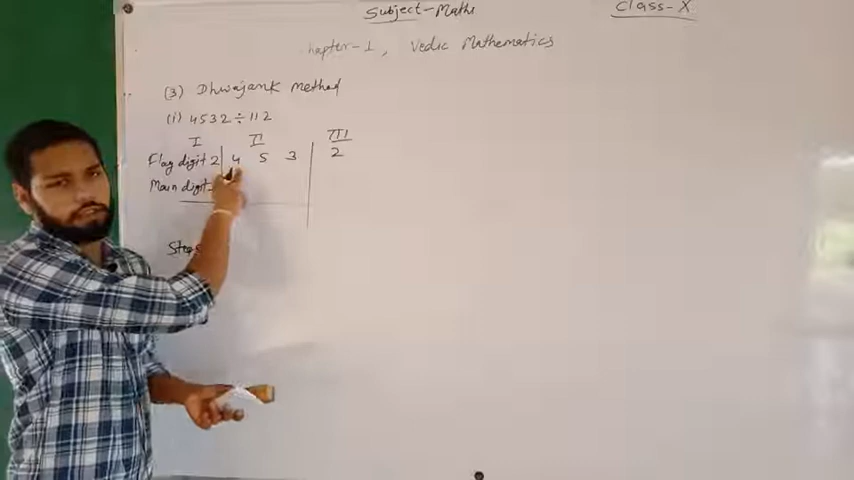 Subject-Maths
Class-X
hapter-1, Vedic Mathematics
(3) Dhwajank method
(i) 4532÷112
I II III
Flag digit 2 4 5 3 2
Main digit-
Step